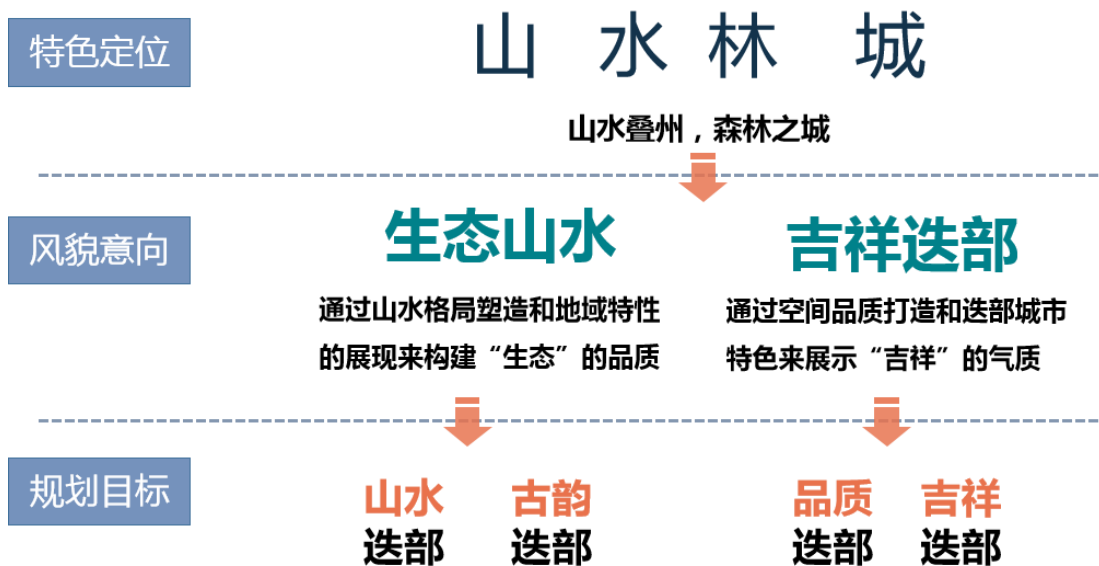 特色定位
山 水 林 城
山水叠州，森林之城
风貌意向
生态山水
通过山水格局塑造和地域特性
的展现来构建“生态”的品质
吉祥迭部
通过空间品质打造和迭部城市
特色来展示“吉祥”的气质
规划目标
山水
迭部
古韵
迭部
品质
迭部
吉祥
迭部